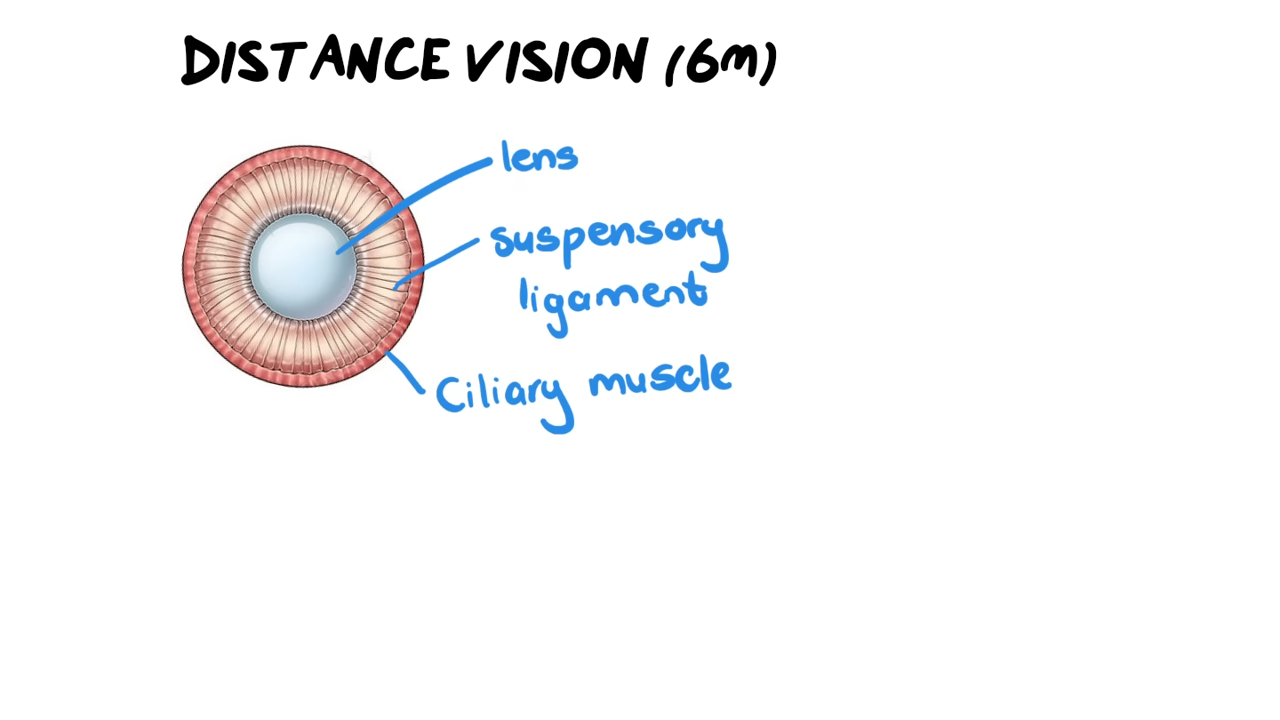 DISTANCE VISION (6m)
lens
suspensory
ligament
Ciliary muscle